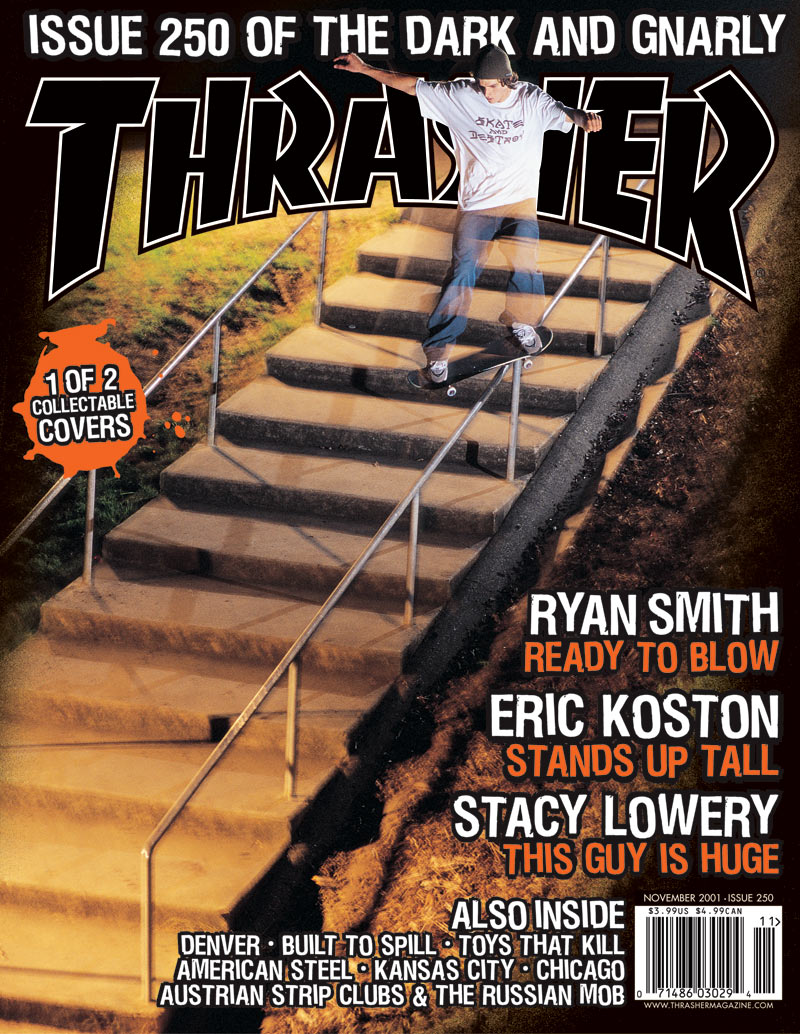 ISSUE 250 OF THE DARK AND GNARLY
THRASHER
SKATE
AND
DESTROY
1 OF 2
COLLECTABLE
COVERS
RYAN SMITH
READY TO BLOW
ERIC KOSTON
STANDS UP TALL
STACY LOWERY
THIS GUY IS HUGE
ALSO INSIDE
DENVER • BUILT TO SPILL • TOYS THAT KILL
AMERICAN STEEL • KANSAS CITY • CHICAGO
AUSTRIAN STRIP CLUBS & THE RUSSIAN MOB
NOVEMBER 2001 • ISSUE 250
$3.99US $4.99CAN
11>
0 71486 03029 4
WWW.THRASHERMAGAZINE.COM